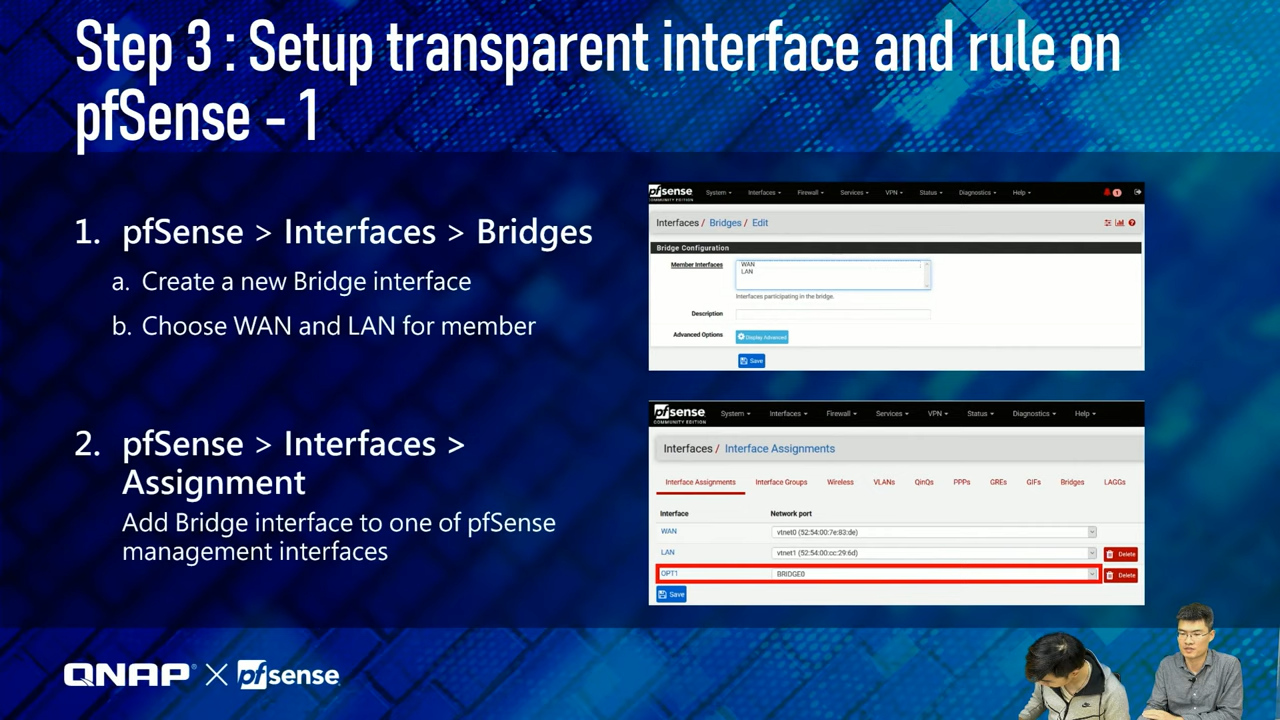 Step 3 : Setup transparent interface and rule on
pfSense - 1
1. pfSense > Interfaces > Bridges
a. Create a new Bridge interface
b. Choose WAN and LAN for member
2. pfSense > Interfaces >
Assignment
Add Bridge interface to one of pfSense
management interfaces
pfsense System Interfaces Firewall Services VPN Status Diagnostics Help 1
COMMUNITY EDITION
Interfaces / Bridges / Edit
Bridge Configuration
Member Interfaces WAN
LAN
Interfaces participating in the bridge.
Description
Advanced Options Display Advanced
Save
pfsense System Interfaces Firewall Services VPN Status Diagnostics Help
COMMUNITY EDITION
Interfaces / Interface Assignments
Interface Assignments Interface Groups Wireless VLANs QinQs PPPs GREs GIFs Bridges LAGGs
Interface Network port
WAN vtnet0 (52:54:00:7e:83:de)
LAN vtnet1 (52:54:00:cc:29:6d) Delete
OPT1 BRIDGE0 Delete
Save
QNAP X pfsense